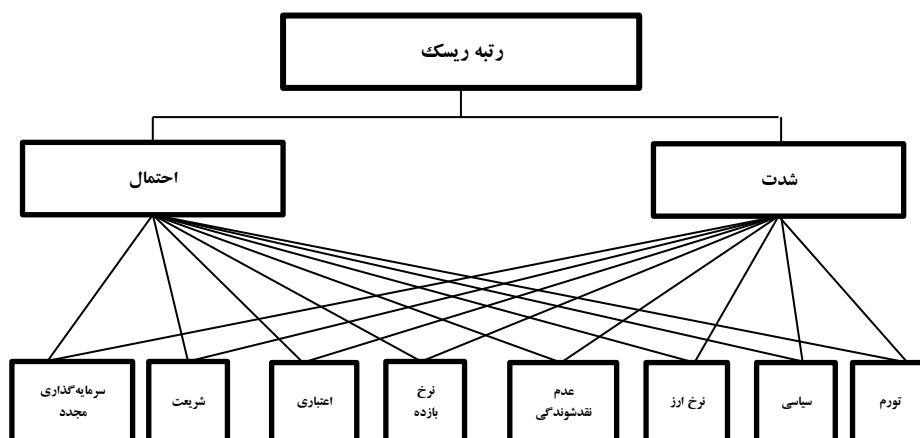 رتبه ریسک
شدت
احتمال
تورم
سیاسی
نرخ ارز
عدم
نقدشوندگی
نرخ
بازده
اعتباری
شریعت
سرمایه‌گذاری
مجدد